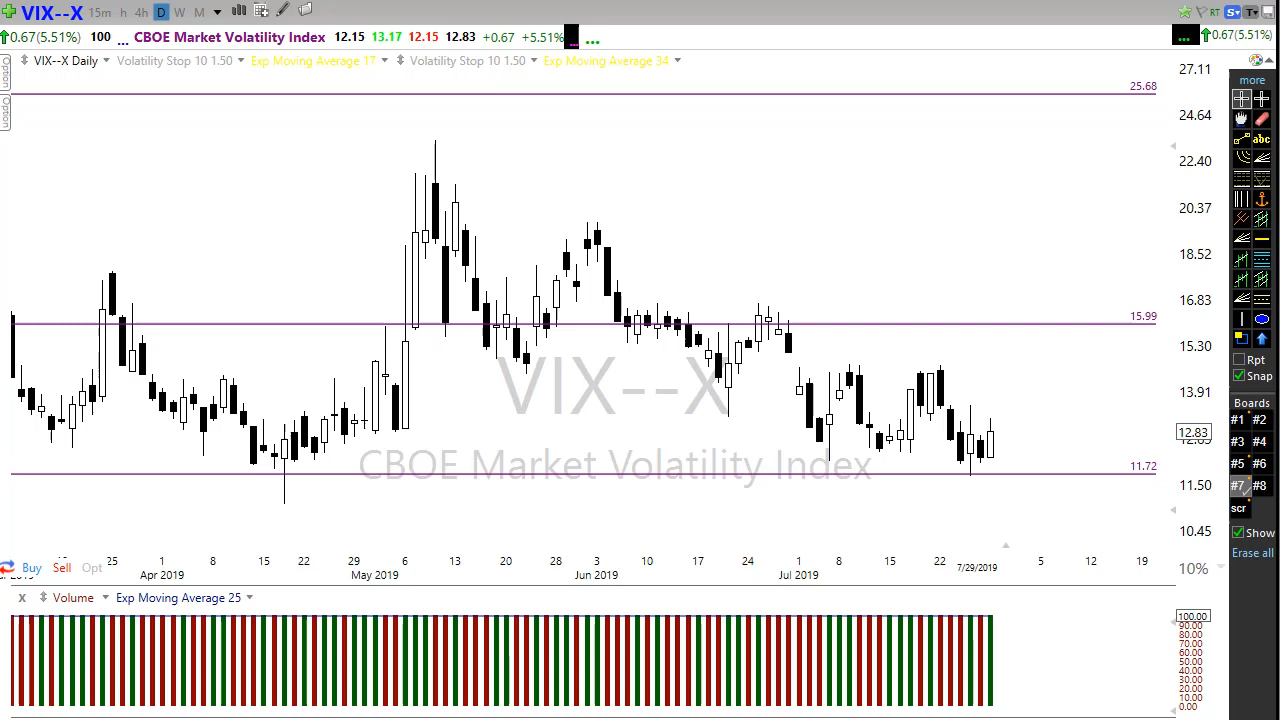 VIX--X 15m h 4h D W M
0.67(5.51%) 100 ... CBOE Market Volatility Index 12.15 13.17 12.15 12.83 +0.67 +5.51% ... ... 0.67(5.51%)
RT S T
VIX--X Daily Volatility Stop 10 1.50 Exp Moving Average 17 Volatility Stop 10 1.50 Exp Moving Average 34
Option
Option
25.68
15.99
11.72
VIX--X
CBOE Market Volatility Index
27.11
24.64
22.40
20.37
18.52
16.83
15.30
13.91
12.83
11.50
10.45
10%
25 1 8 15 22 29 6 13 20 28 3 10 17 24 1 8 15 22 7/29/2019 5 12 19
Apr 2019 May 2019 Jun 2019 Jul 2019
Buy Sell Opt
X Volume Exp Moving Average 25
100.00
90.00
80.00
70.00
60.00
50.00
40.00
30.00
20.00
10.00
0.00
more
abc
Rpt
Snap
Boards
#1 #2
#3 #4
#5 #6
#7 #8
scr
Show
Erase all